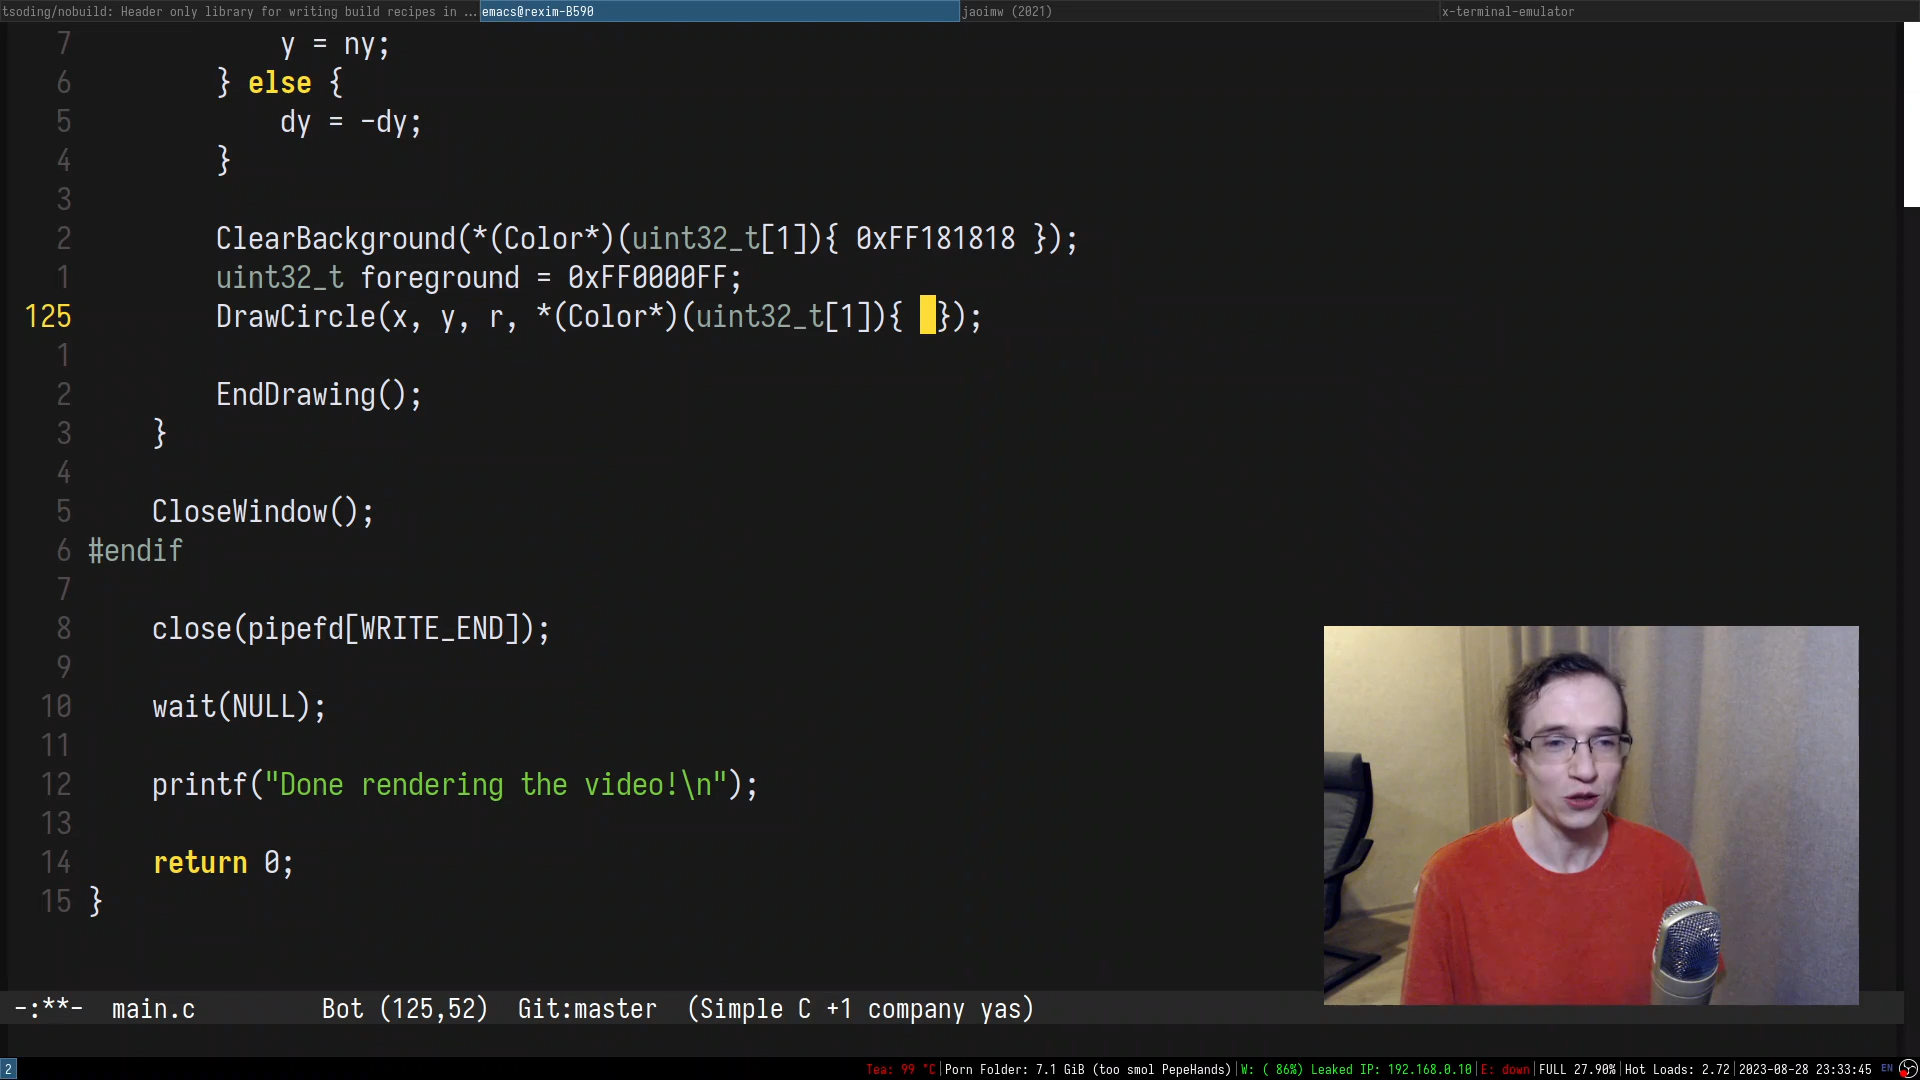 tsoding/nobuild: Header only library for writing build recipes in ... emacs@rexim-B590 jaoimw (2021) x-terminal-emulator
7 y = ny;
6 } else {
5 dy = -dy;
4 }
3
2 ClearBackground(*(Color*)(uint32_t[1]){ 0xFF181818 });
1 uint32_t foreground = 0xFF0000FF;
125 DrawCircle(x, y, r, *(Color*)(uint32_t[1]){ });
1
2 EndDrawing();
3 }
4
5 CloseWindow();
6 #endif
7
8 close(pipefd[WRITE_END]);
9
10 wait(NULL);
11
12 printf("Done rendering the video!\n");
13
14 return 0;
15 }
-:**- main.c Bot (125,52) Git:master (Simple C +1 company yas)
2 Tea: 99 °C|Porn Folder: 7.1 GiB (too smol PepeHands)|W: ( 86%) Leaked IP: 192.168.0.10|E: down|FULL 27.90%|Hot Loads: 2.72|2023-08-28 23:33:45 EN